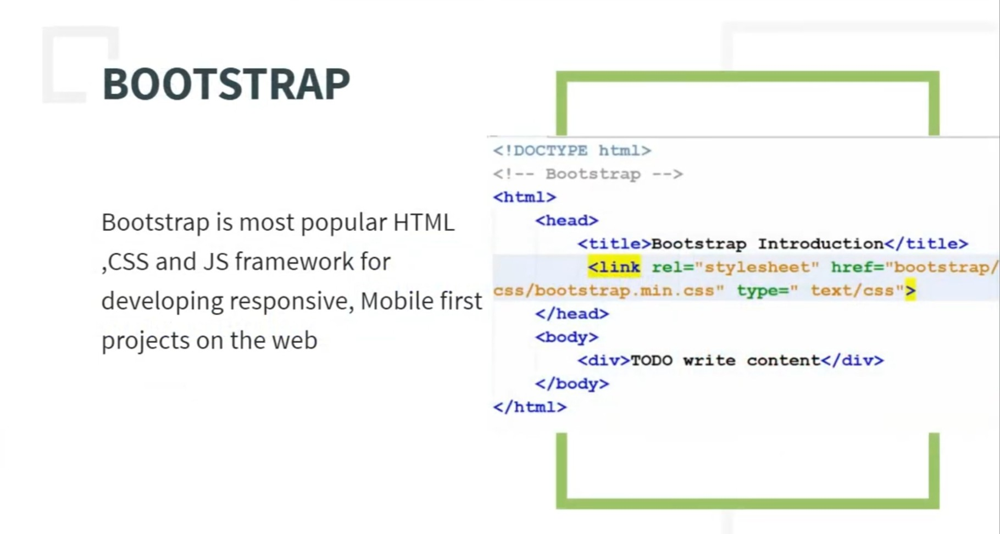 BOOTSTRAP
Bootstrap is most popular HTML
,CSS and JS framework for
developing responsive, Mobile first
projects on the web
<!DOCTYPE html>
<!-- Bootstrap -->
<html>
<head>
<title>Bootstrap Introduction</title>
<link rel="stylesheet" href="bootstrap/
css/bootstrap.min.css" type=" text/css">
</head>
<body>
<div>TODO write content</div>
</body>
</html>